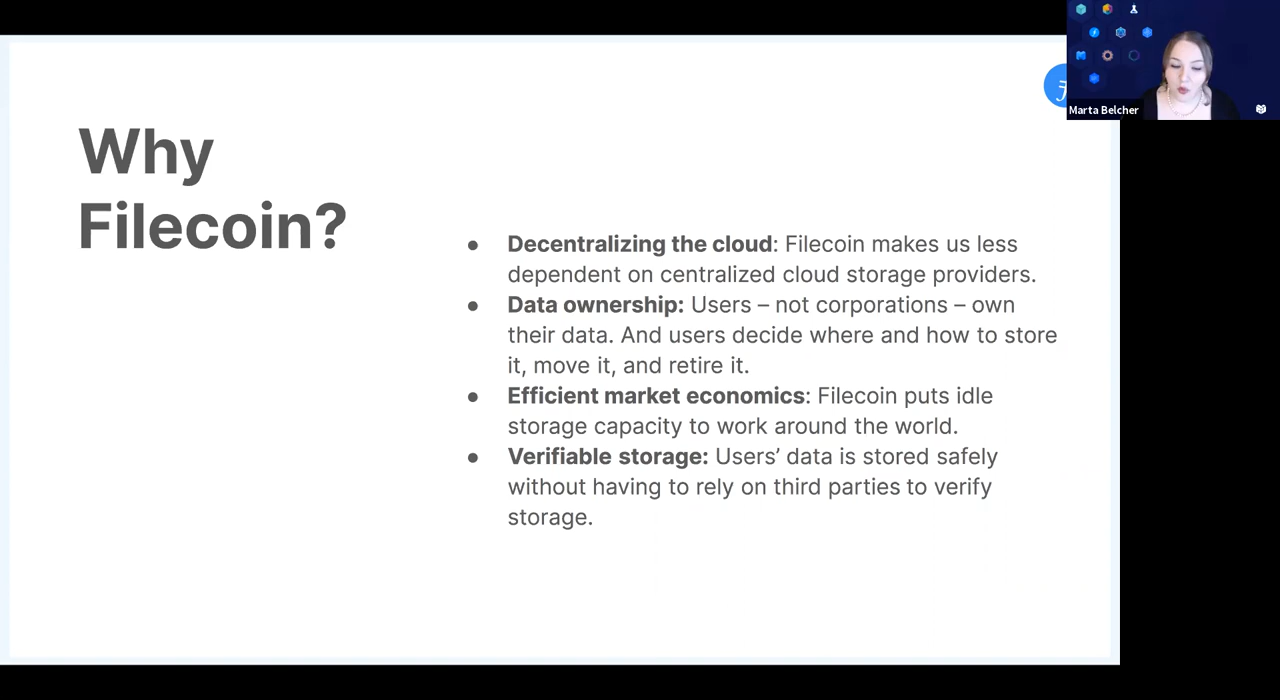 Marta Belcher
Why
Filecoin?
● Decentralizing the cloud: Filecoin makes us less
dependent on centralized cloud storage providers.
● Data ownership: Users – not corporations – own
their data. And users decide where and how to store
it, move it, and retire it.
● Efficient market economics: Filecoin puts idle
storage capacity to work around the world.
● Verifiable storage: Users’ data is stored safely
without having to rely on third parties to verify
storage.